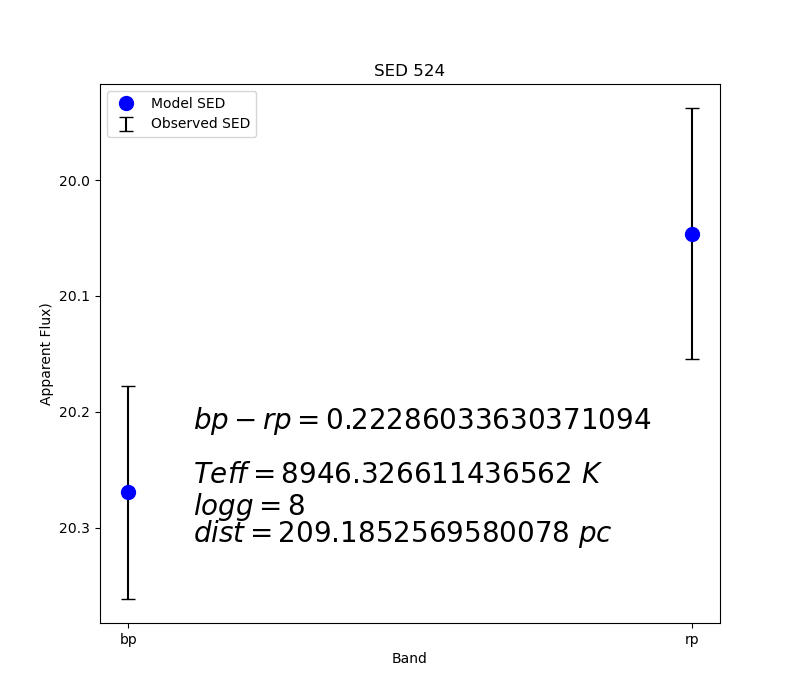 SED 524
Model SED
Observed SED
20.0
20.1
20.2
20.3
Apparent Flux)
bp − rp = 0.22286033630371094
Teff = 8946.326611436562 K
logg = 8
dist = 209.1852569580078 pc
bp
rp
Band